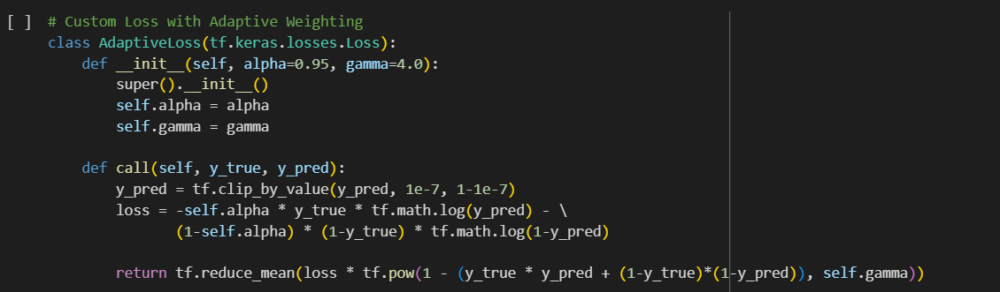 [ ] # Custom Loss with Adaptive Weighting
class AdaptiveLoss(tf.keras.losses.Loss):
    def __init__(self, alpha=0.95, gamma=4.0):
        super().__init__()
        self.alpha = alpha
        self.gamma = gamma

    def call(self, y_true, y_pred):
        y_pred = tf.clip_by_value(y_pred, 1e-7, 1-1e-7)
        loss = -self.alpha * y_true * tf.math.log(y_pred) - \
               (1-self.alpha) * (1-y_true) * tf.math.log(1-y_pred)

        return tf.reduce_mean(loss * tf.pow(1 - (y_true * y_pred + (1-y_true)*(1-y_pred)), self.gamma))